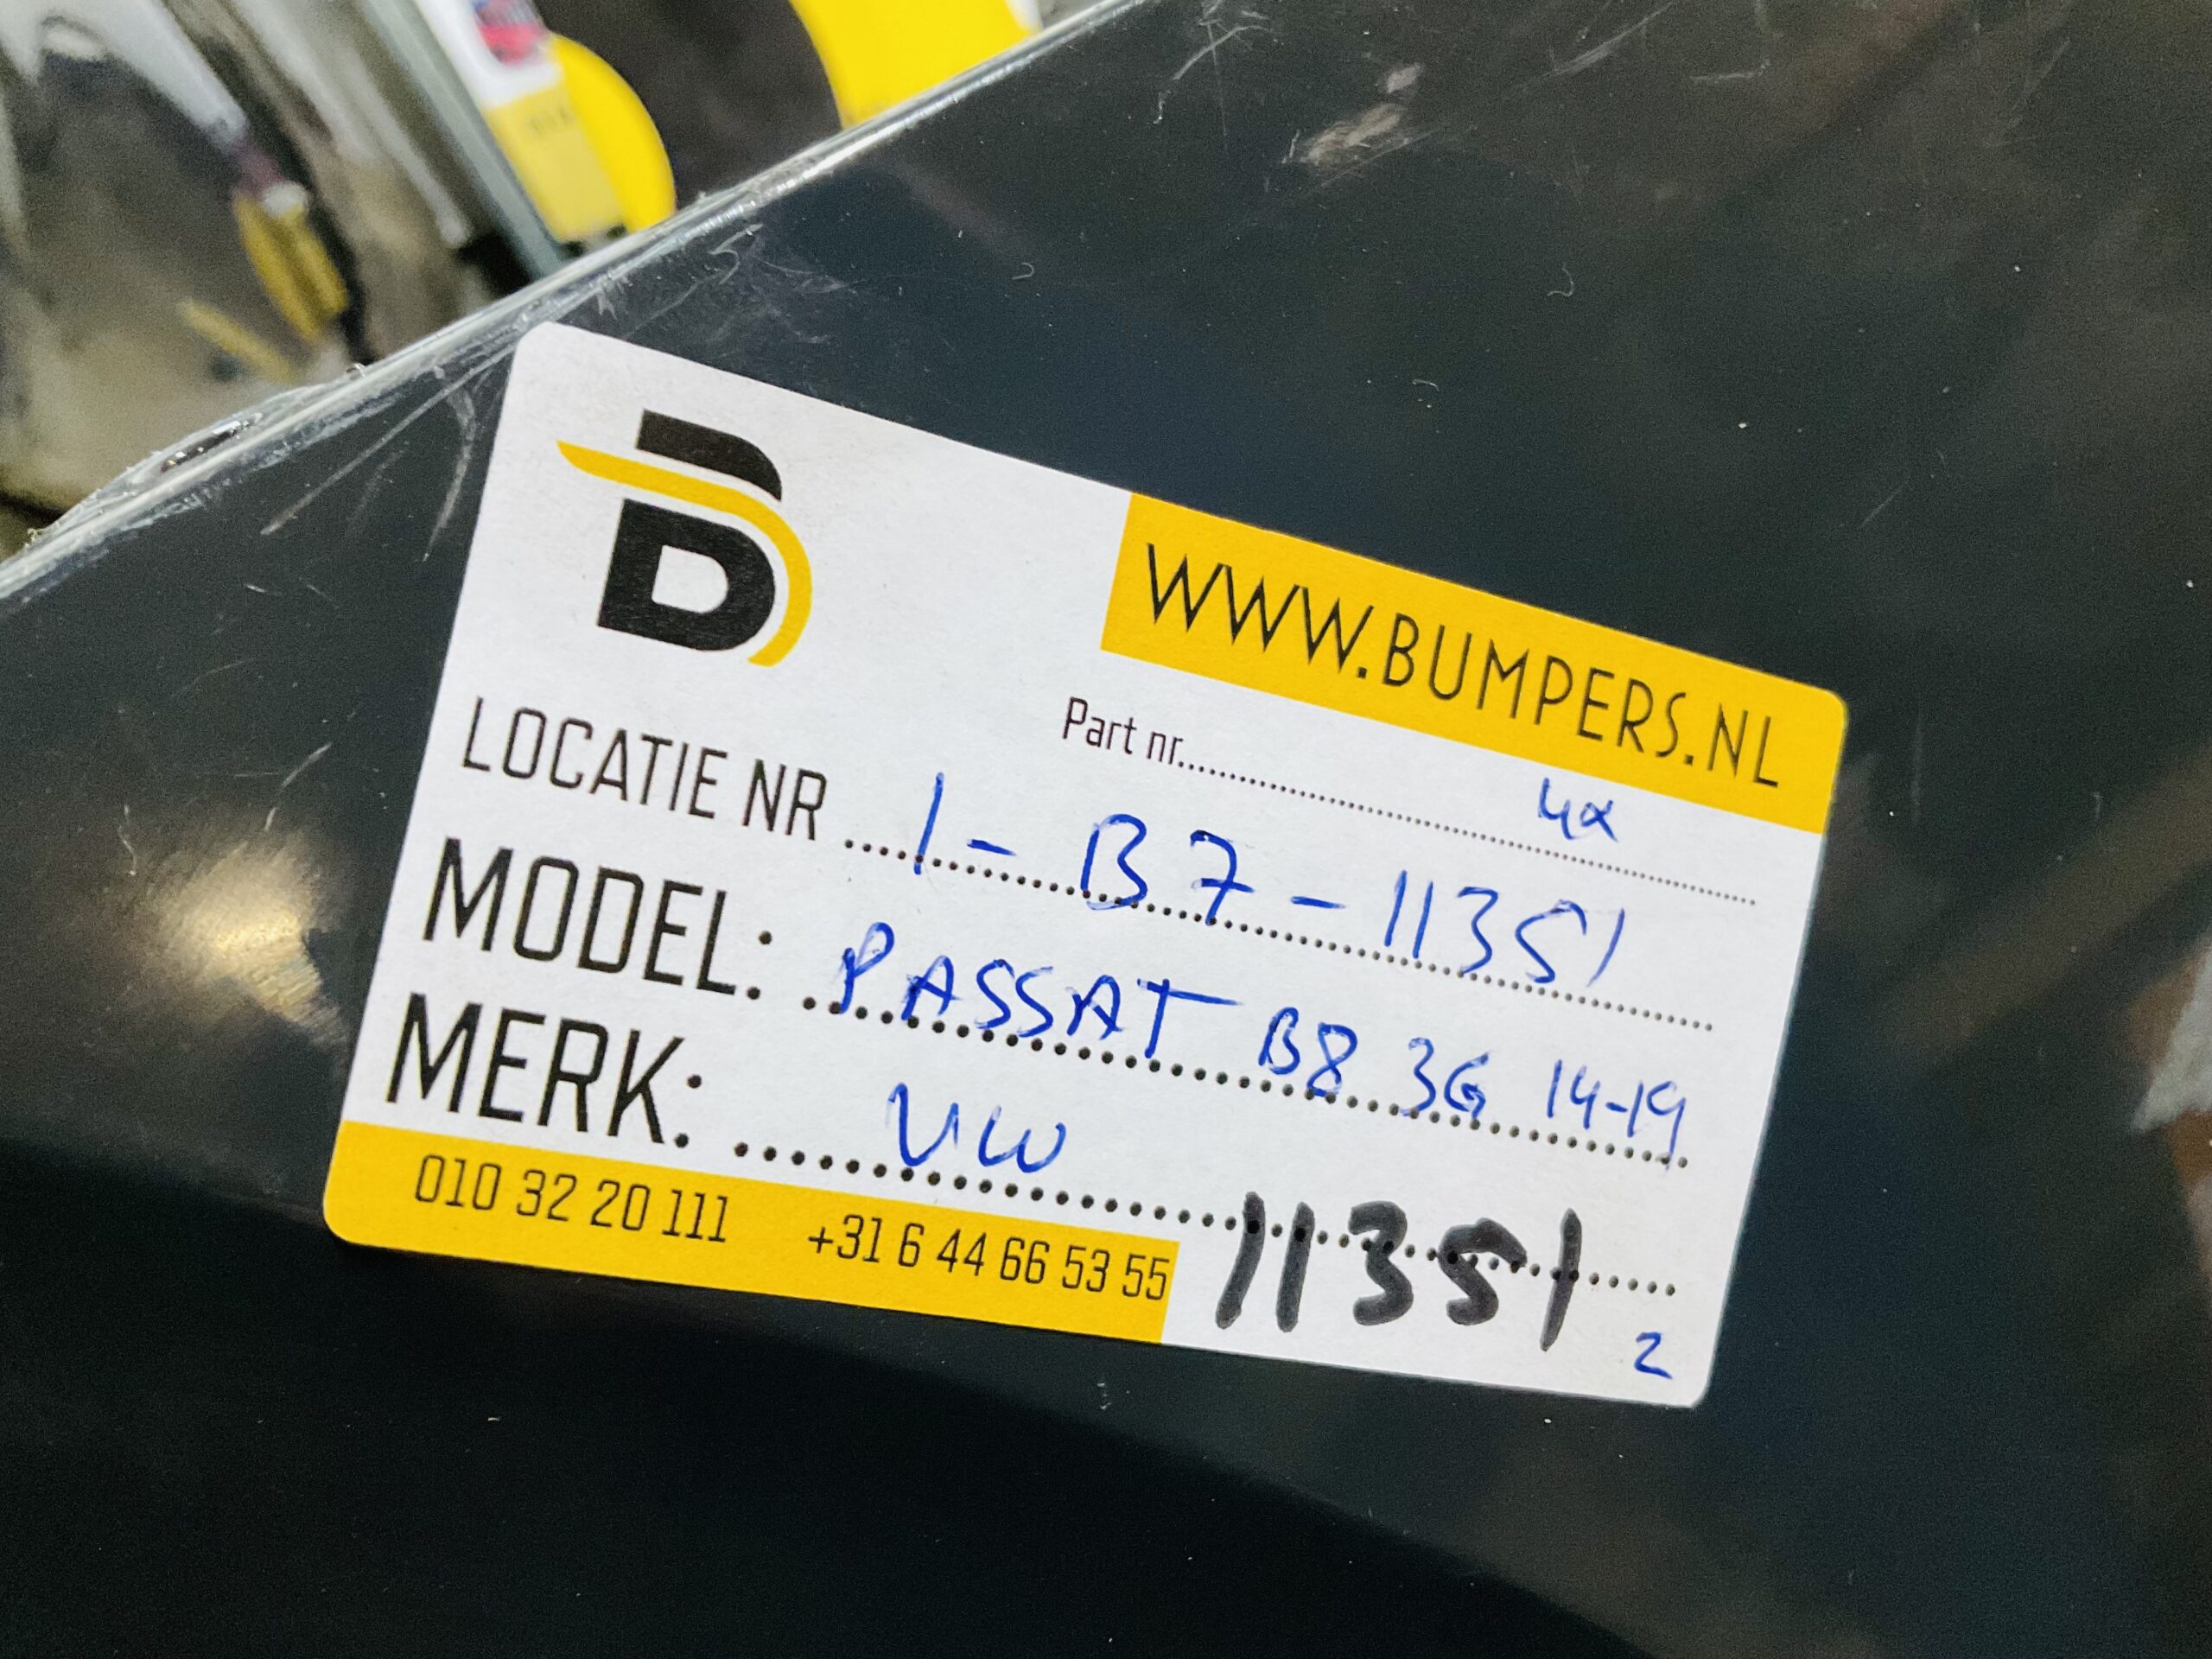 B
WWW.BUMPERS.NL
Part nr....... 4x
LOCATIE NR ....1-B7-11351
MODEL: ..PASSAT B8 3G 14-19
MERK: ..... VW
010 32 20 111 +31 6 44 66 53 55
11351
2